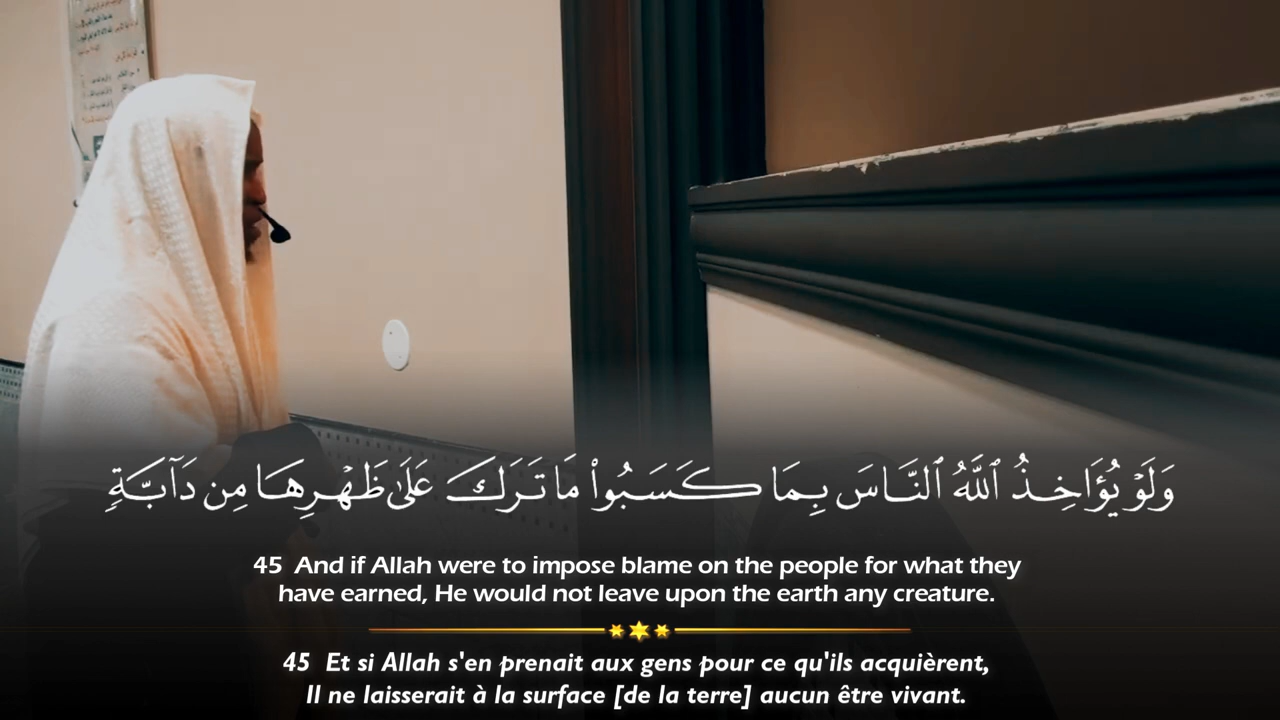 وَلَوْ يُؤَاخِذُ ٱللَّهُ ٱلنَّاسَ بِمَا كَسَبُوا۟ مَا تَرَكَ عَلَىٰ ظَهْرِهَا مِن دَآبَّةٍۢ
45 And if Allah were to impose blame on the people for what they
have earned, He would not leave upon the earth any creature.
45 Et si Allah s'en prenait aux gens pour ce qu'ils acquièrent,
Il ne laisserait à la surface [de la terre] aucun être vivant.